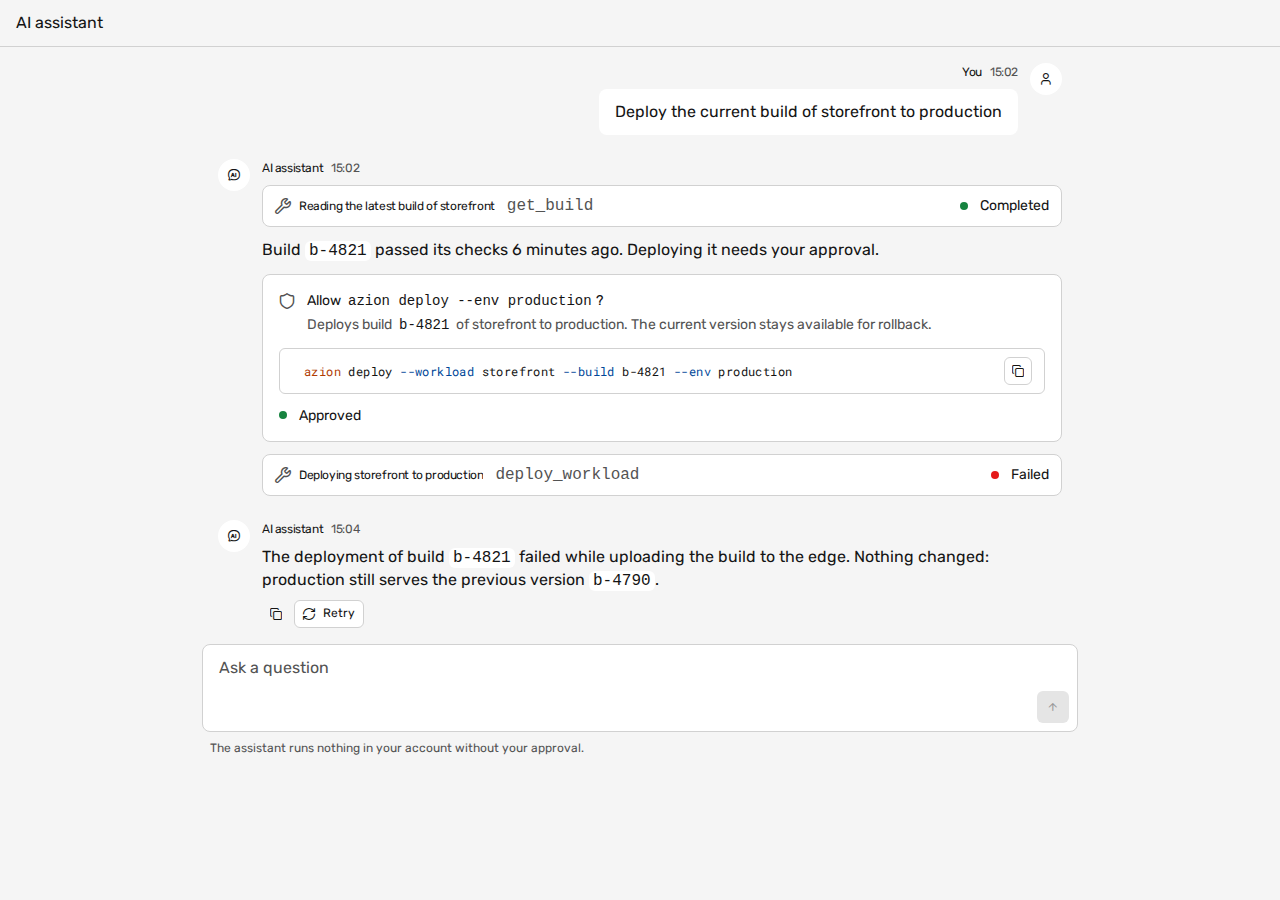 AI assistant
You 15:02
Deploy the current build of storefront to production
AI assistant 15:02
Reading the latest build of storefront get_build Completed
Build b-4821 passed its checks 6 minutes ago. Deploying it needs your approval.
Allow azion deploy --env production ?
Deploys build b-4821 of storefront to production. The current version stays available for rollback.
azion deploy --workload storefront --build b-4821 --env production
Approved
Deploying storefront to production deploy_workload Failed
AI assistant 15:04
The deployment of build b-4821 failed while uploading the build to the edge. Nothing changed:
production still serves the previous version b-4790.
Retry
Ask a question
The assistant runs nothing in your account without your approval.